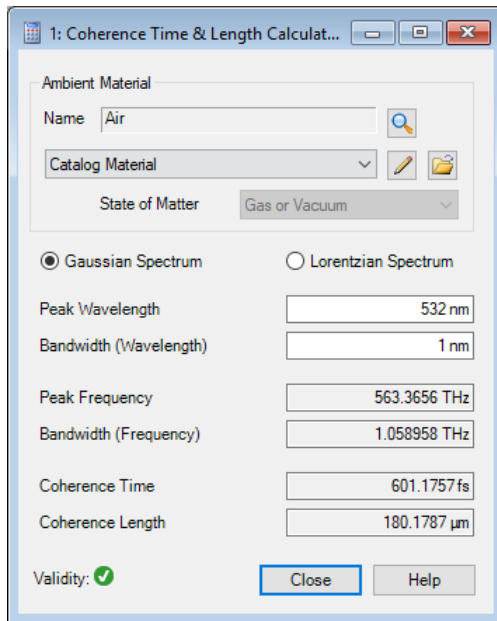 1: Coherence Time & Length Calculat...
Ambient Material
Name Air
Catalog Material
State of Matter Gas or Vacuum
Gaussian Spectrum Lorentzian Spectrum
Peak Wavelength 532 nm
Bandwidth (Wavelength) 1 nm
Peak Frequency 563.3656 THz
Bandwidth (Frequency) 1.058958 THz
Coherence Time 601.1757 fs
Coherence Length 180.1787 µm
Validity: Close Help